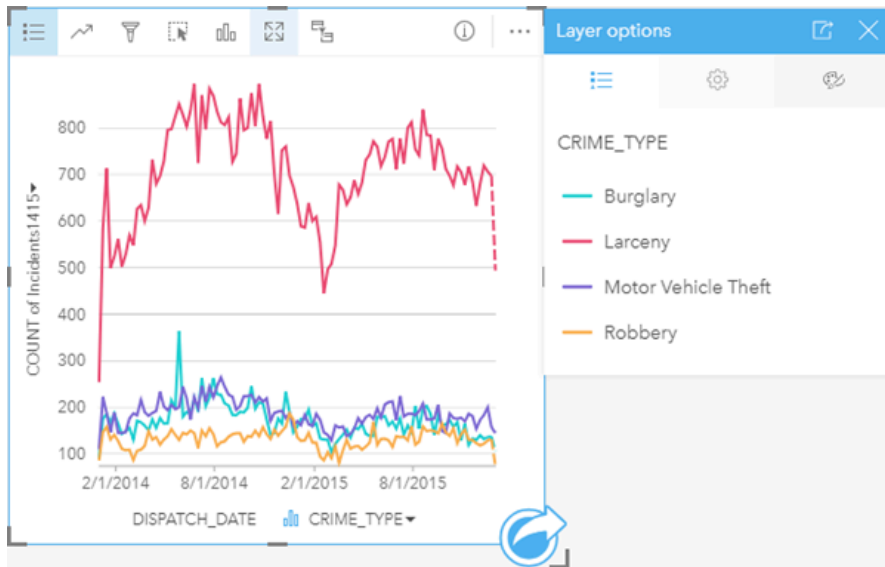 Layer options
CRIME_TYPE
Burglary
Larceny
Motor Vehicle Theft
Robbery
COUNT of Incidents1415
800
700
600
500
400
300
200
100
2/1/2014 8/1/2014 2/1/2015 8/1/2015
DISPATCH_DATE CRIME_TYPE